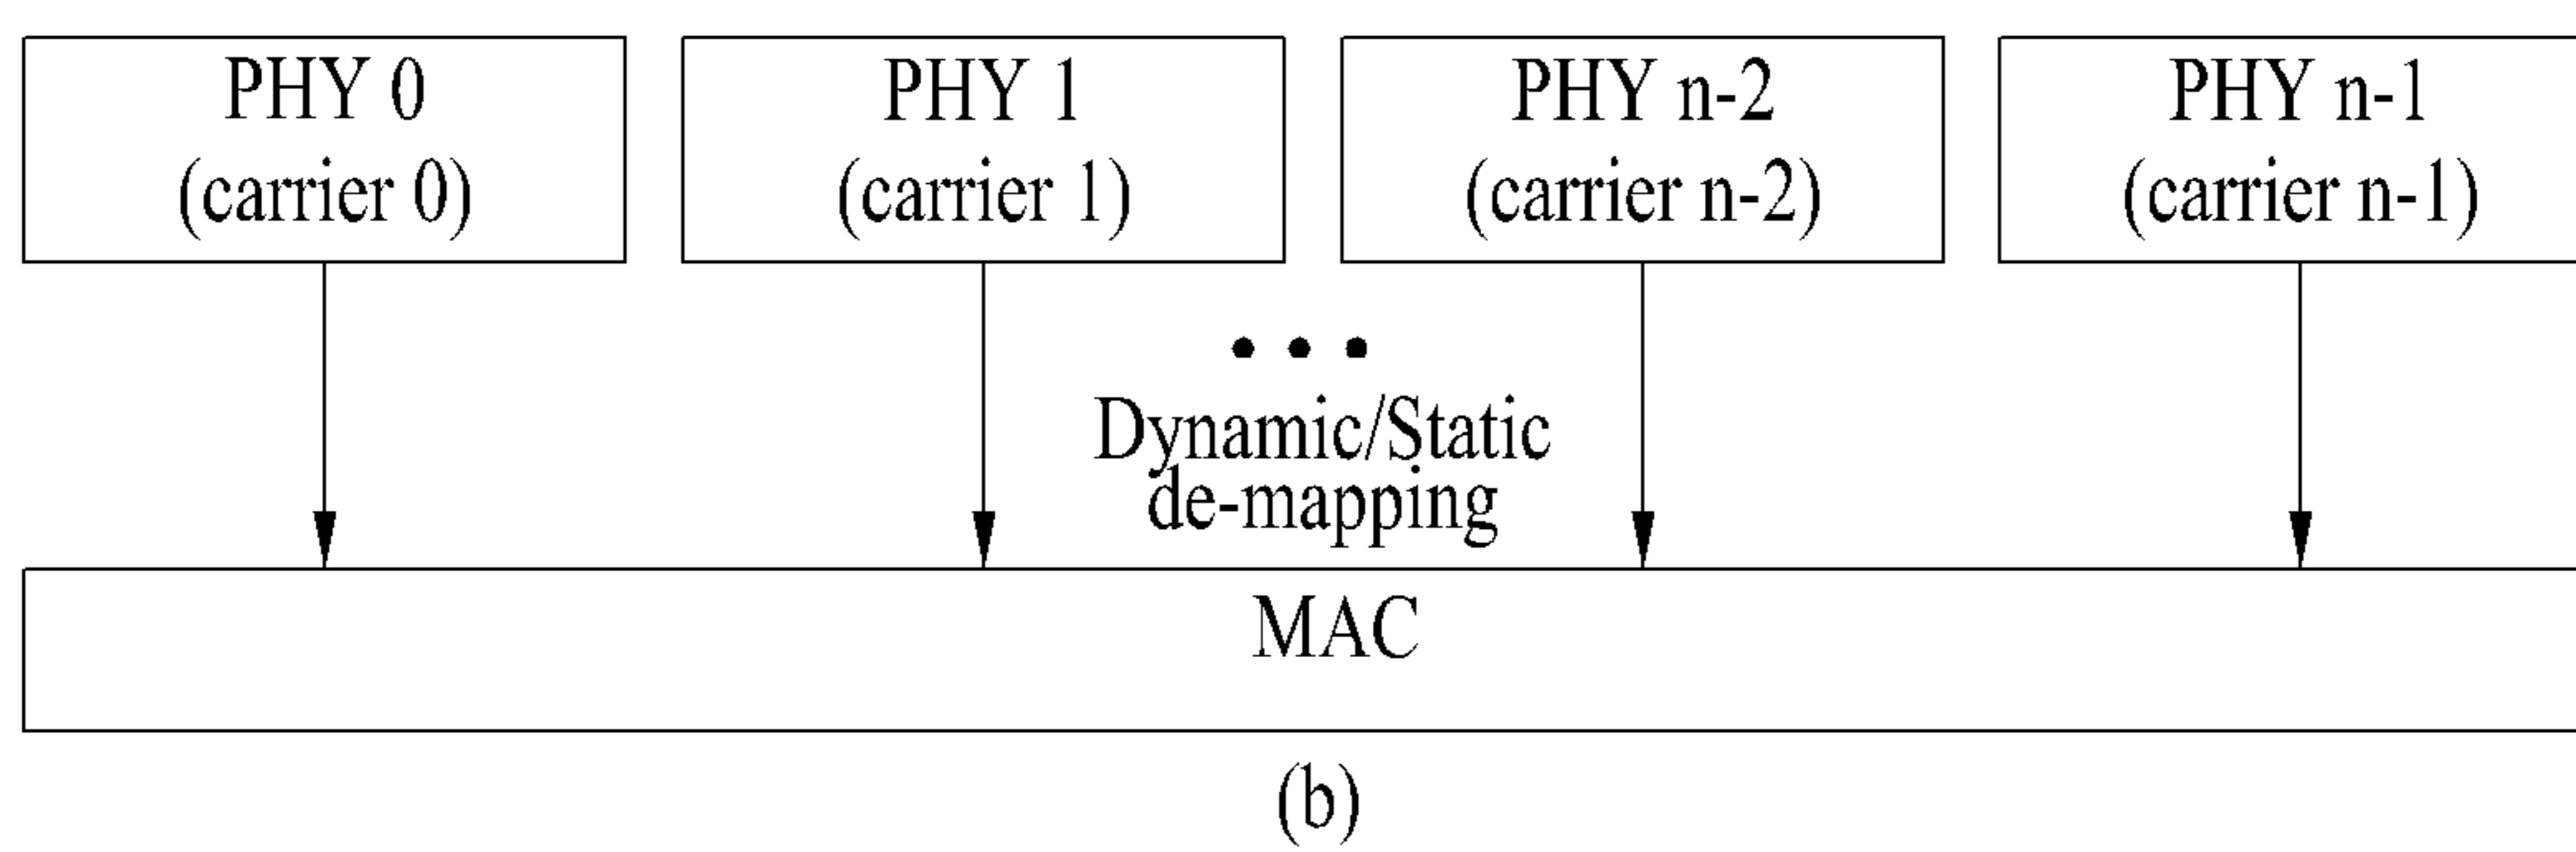 PHY 0
(carrier 0)
PHY 1
(carrier 1)
PHY n-2
(carrier n-2)
PHY n-1
(carrier n-1)
• • •
Dynamic/Static
de-mapping
MAC
(b)